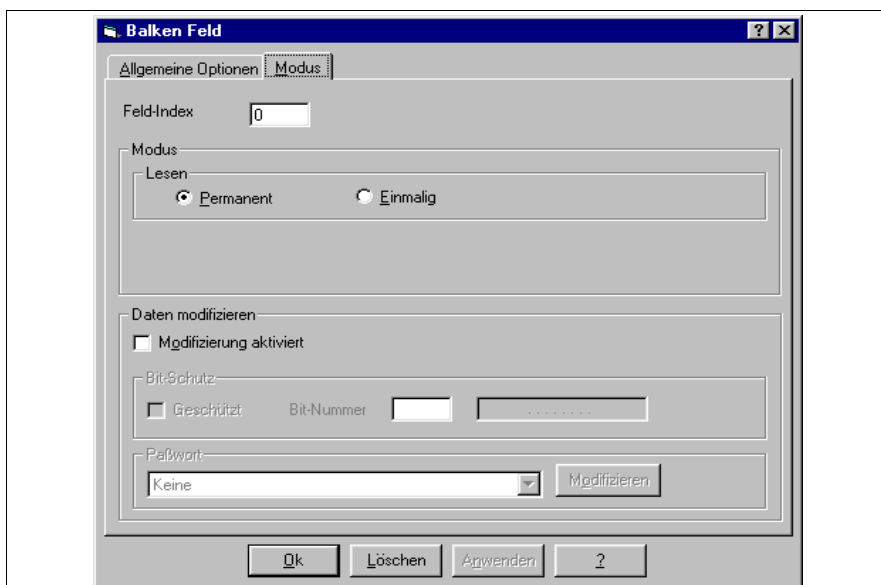 Balken Feld ?
Allgemeine Optionen Modus
Feld-Index 0
Modus
Lesen
Permanent Einmalig
Daten modifizieren
Modifizierung aktiviert
Bit-Schutz
Geschützt Bit-Nummer ........
Paßwort
Keine Modifizieren
Ok Löschen Anwenden ?